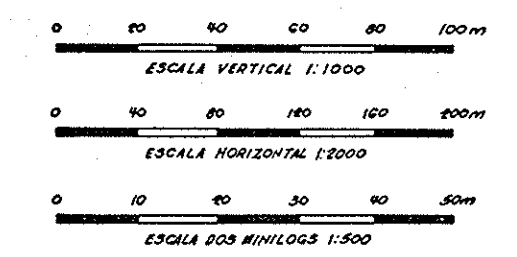 0 20 40 60 80 100m
ESCALA VERTICAL 1:1000
0 40 80 120 160 200m
ESCALA HORIZONTAL 1:2000
0 10 20 30 40 50m
ESCALA DOS MINILOGS 1:500